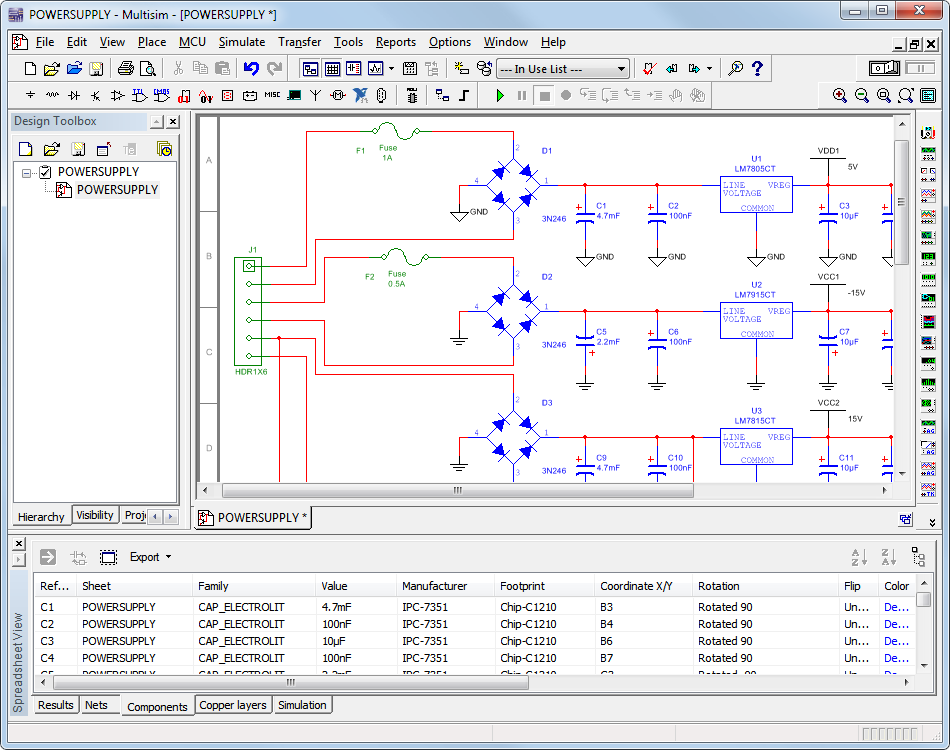 POWERSUPPLY - Multisim - [POWERSUPPLY *]
File Edit View Place MCU Simulate Transfer Tools Reports Options Window Help
--- In Use List ---
MISC
Design Toolbox
POWERSUPPLY
POWERSUPPLY
Hierarchy Visibility Proj
A
B
C
D
F1 Fuse
1A
2
D1
4 1
GND
3
3N246
C1
4.7mF
GND
C2
100nF
GND
U1
LM7805CT
LINE VREG
VOLTAGE
COMMON
GND
VDD1
5V
C3
10µF
GND
J1
HDR1X6
F2 Fuse
0.5A
2
D2
4 1
3
3N246
C5
2.2mF
C6
100nF
U2
LM7915CT
LINE VREG
VOLTAGE
COMMON
VCC1
-15V
C7
10µF
2
D3
4 1
3
3N246
C9
4.7mF
C10
100nF
U3
LM7815CT
LINE VREG
VOLTAGE
COMMON
VCC2
15V
C11
10µF
POWERSUPPLY *
Spreadsheet View
Export
Ref... Sheet Family Value Manufacturer Footprint Coordinate X/Y Rotation Flip Color
C1 POWERSUPPLY CAP_ELECTROLIT 4.7mF IPC-7351 Chip-C1210 B3 Rotated 90 Un... De...
C2 POWERSUPPLY CAP_ELECTROLIT 100nF IPC-7351 Chip-C1210 B4 Rotated 90 Un... De...
C3 POWERSUPPLY CAP_ELECTROLIT 10µF IPC-7351 Chip-C1210 B6 Rotated 90 Un... De...
C4 POWERSUPPLY CAP_ELECTROLIT 100nF IPC-7351 Chip-C1210 B7 Rotated 90 Un... De...
Results Nets Components Copper layers Simulation